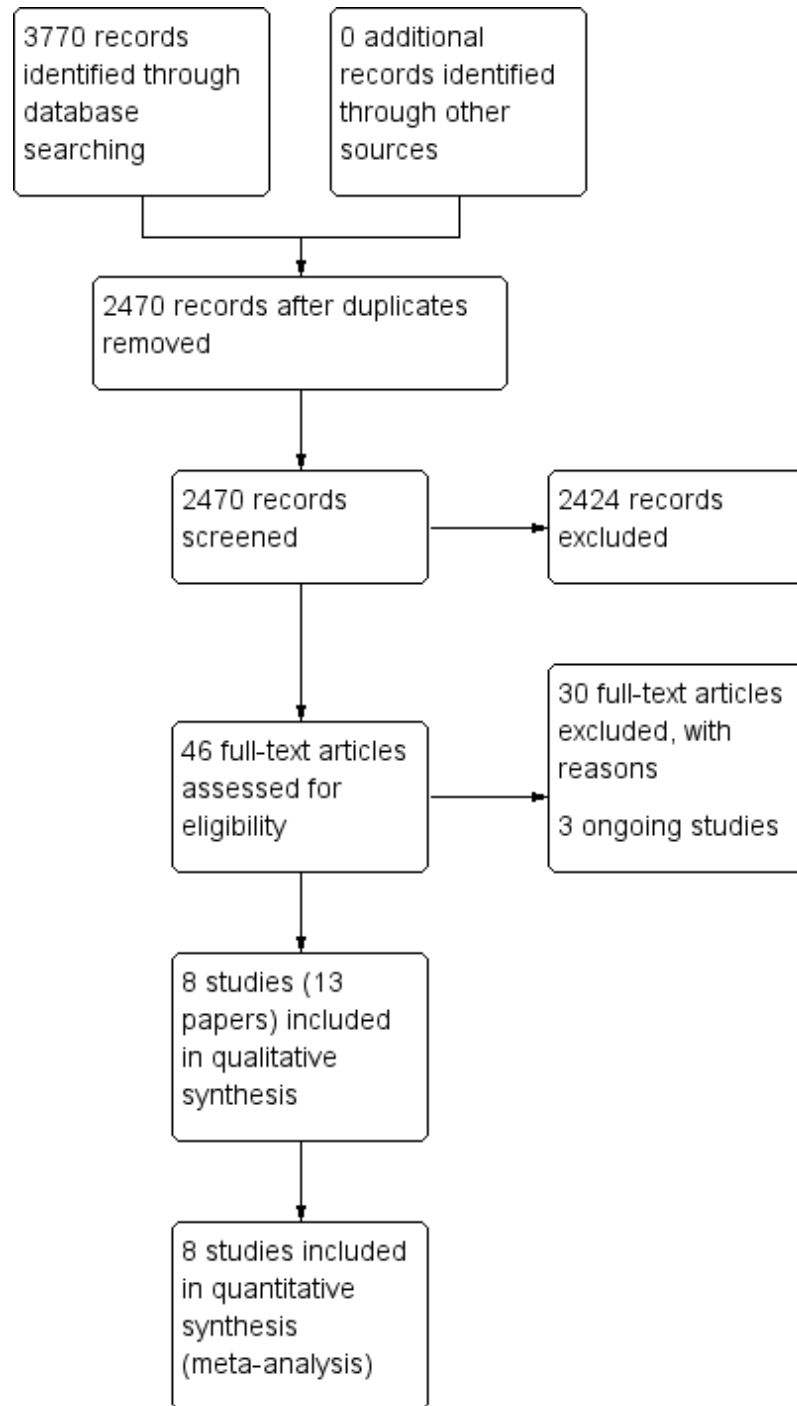 3770 records
identified through
database
searching
0 additional
records identified
through other
sources
2470 records after duplicates
removed
2470 records
screened
2424 records
excluded
46 full-text articles
assessed for
eligibility
30 full-text articles
excluded, with
reasons
3 ongoing studies
8 studies (13
papers) included
in qualitative
synthesis
8 studies included
in quantitative
synthesis
(meta-analysis)